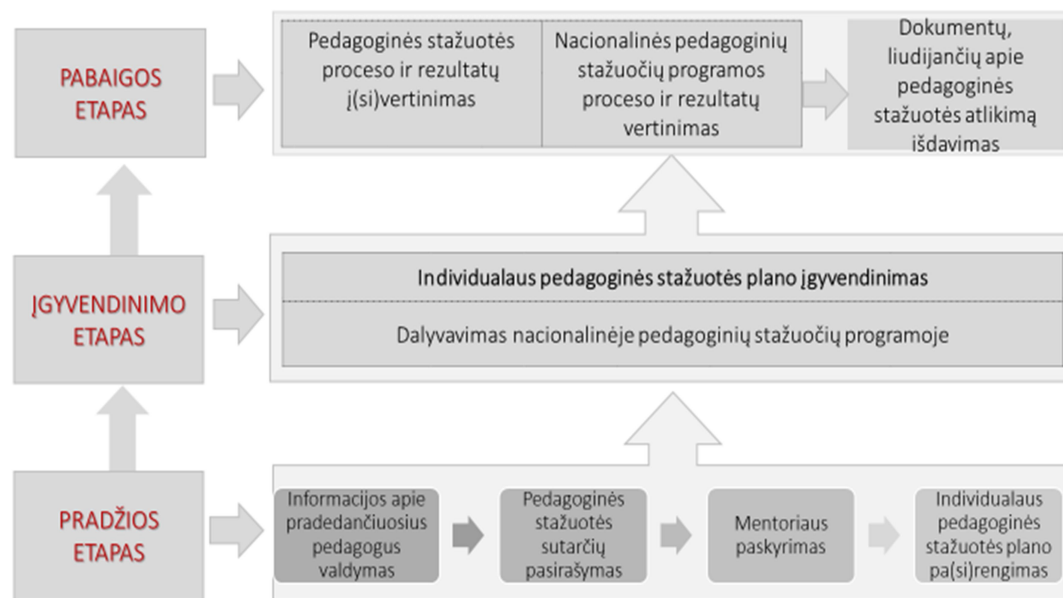 PABAIGOS
ETAPAS
Pedagoginės stažuotės
proceso ir rezultatų
į(si)vertinimas
Nacionalinės pedagoginių
stažuočių programos
proceso ir rezultatų
vertinimas
Dokumentų,
liudijančių apie
pedagoginės
stažuotės atlikimą
išdavimas
ĮGYVENDINIMO
ETAPAS
Individualaus pedagoginės stažuotės plano įgyvendinimas
Dalyvavimas nacionalinėje pedagoginių stažuočių programoje
PRADŽIOS
ETAPAS
Informacijos apie
pradedančiuosius
pedagogus
valdymas
Pedagoginės
stažuotės
sutarčių
pasirašymas
Mentoriaus
paskyrimas
Individualaus
pedagoginės
stažuotės plano
pa(si)rengimas